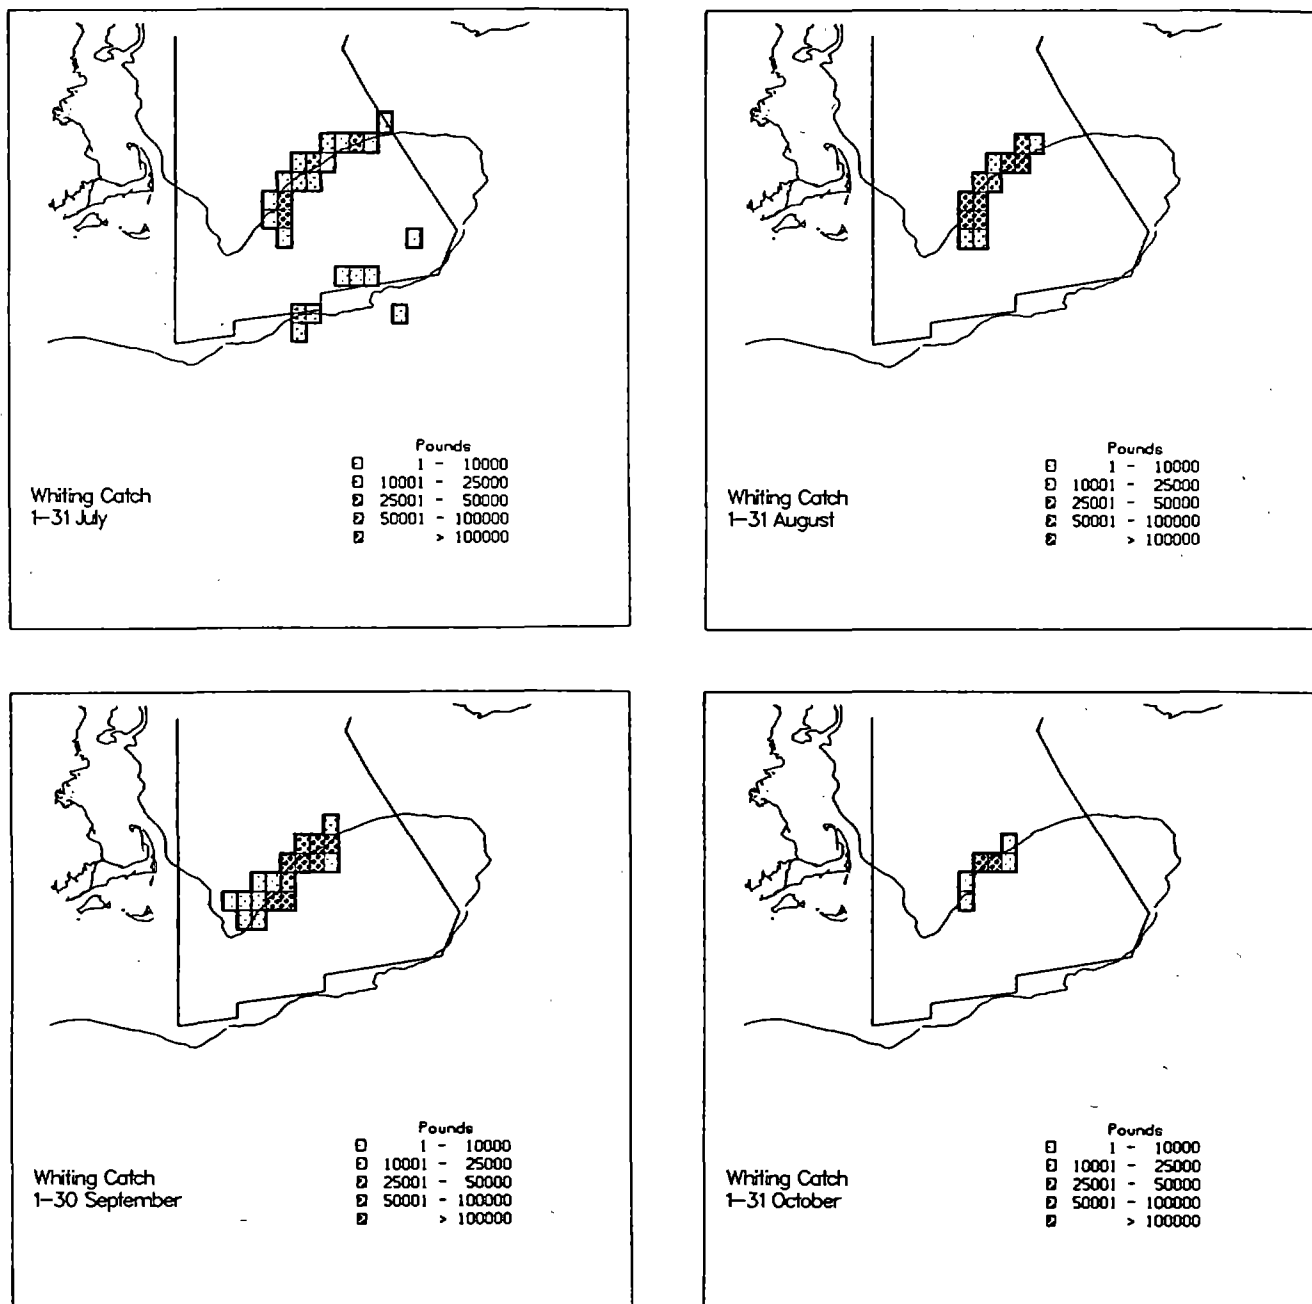 Pounds
1 - 10000
10001 - 25000
25001 - 50000
50001 - 100000
> 100000
Whiting Catch
1-31 July
Pounds
1 - 10000
10001 - 25000
25001 - 50000
50001 - 100000
> 100000
Whiting Catch
1-31 August
Pounds
1 - 10000
10001 - 25000
25001 - 50000
50001 - 100000
> 100000
Whiting Catch
1-30 September
Pounds
1 - 10000
10001 - 25000
25001 - 50000
50001 - 100000
> 100000
Whiting Catch
1-31 October